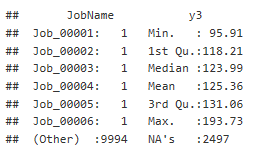 ##       JobName           y3
##  Job_00001:   1   Min.   : 95.91
##  Job_00002:   1   1st Qu.:118.21
##  Job_00003:   1   Median :123.99
##  Job_00004:   1   Mean   :125.36
##  Job_00005:   1   3rd Qu.:131.06
##  Job_00006:   1   Max.   :193.73
##  (Other)  :9994   NA's   :2497